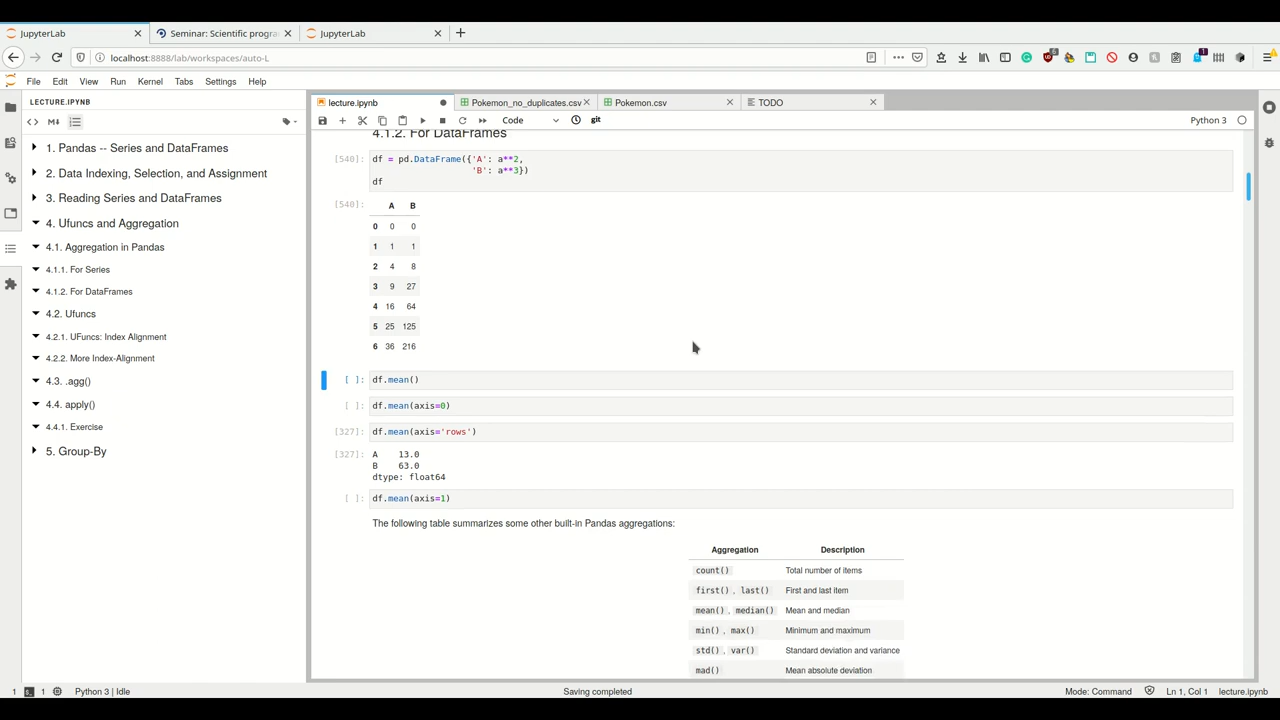 JupyterLab
Seminar: Scientific progra
JupyterLab
localhost:8888/lab/workspaces/auto-L
6
1
File Edit View Run Kernel Tabs Settings Help
LECTURE.IPYNB
1. Pandas -- Series and DataFrames
2. Data Indexing, Selection, and Assignment
3. Reading Series and DataFrames
4. Ufuncs and Aggregation
4.1. Aggregation in Pandas
4.1.1. For Series
4.1.2. For DataFrames
4.2. Ufuncs
4.2.1. UFuncs: Index Alignment
4.2.2. More Index-Alignment
4.3. .agg()
4.4. apply()
4.4.1. Exercise
5. Group-By
lecture.ipynb
Pokemon_no_duplicates.csv
Pokemon.csv
TODO
Code
git
Python 3
4.1.2. For DataFrames
[540]: df = pd.DataFrame({'A': a**2,
'B': a**3})
df
[540]: A B
0 0 0
1 1 1
2 4 8
3 9 27
4 16 64
5 25 125
6 36 216
[ ]: df.mean()
[ ]: df.mean(axis=0)
[327]: df.mean(axis='rows')
[327]: A 13.0
B 63.0
dtype: float64
[ ]: df.mean(axis=1)
The following table summarizes some other built-in Pandas aggregations:
Aggregation Description
count() Total number of items
first() , last() First and last item
mean() , median() Mean and median
min() , max() Minimum and maximum
std() , var() Standard deviation and variance
mad() Mean absolute deviation
1 1 Python 3 | Idle
Saving completed
Mode: Command
Ln 1, Col 1
lecture.ipynb